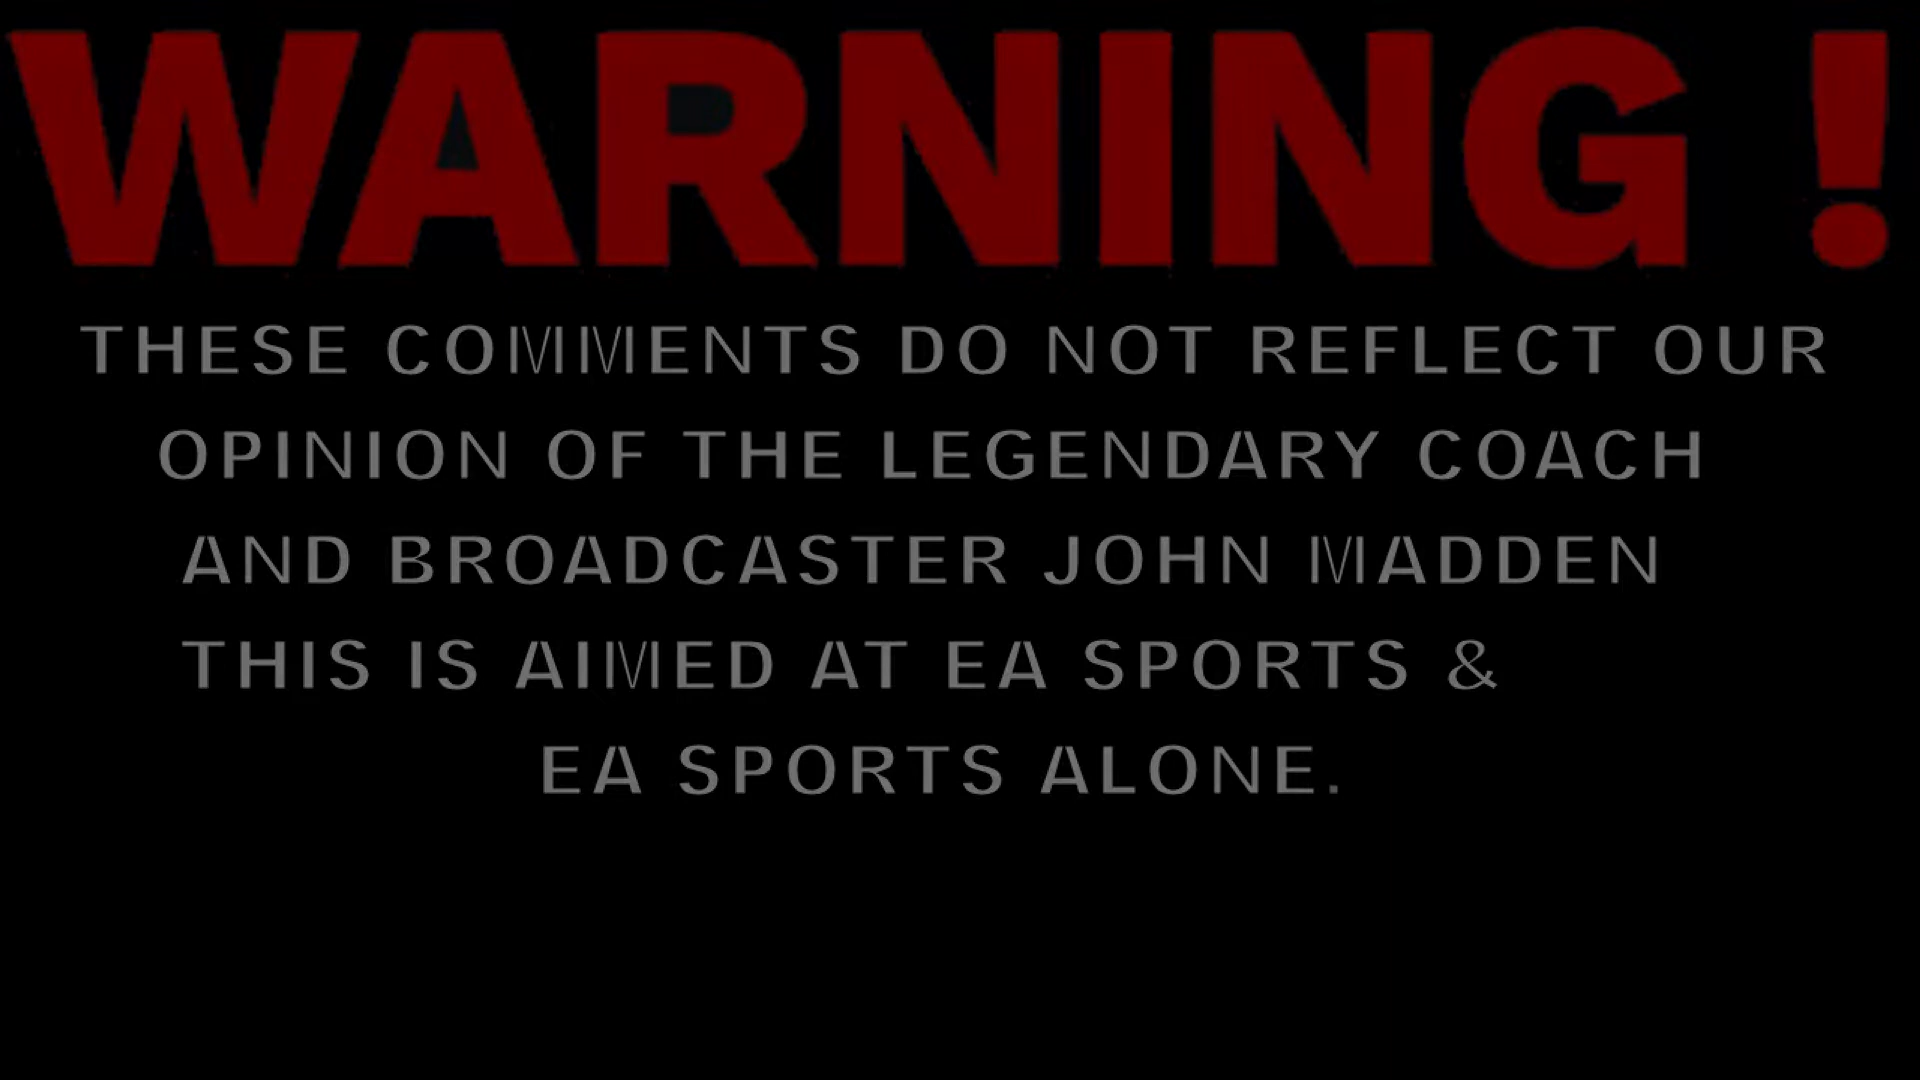 WARNING !
THESE COMMENTS DO NOT REFLECT OUR
OPINION OF THE LEGENDARY COACH
AND BROADCASTER JOHN MADDEN
THIS IS AIMED AT EA SPORTS &
EA SPORTS ALONE.